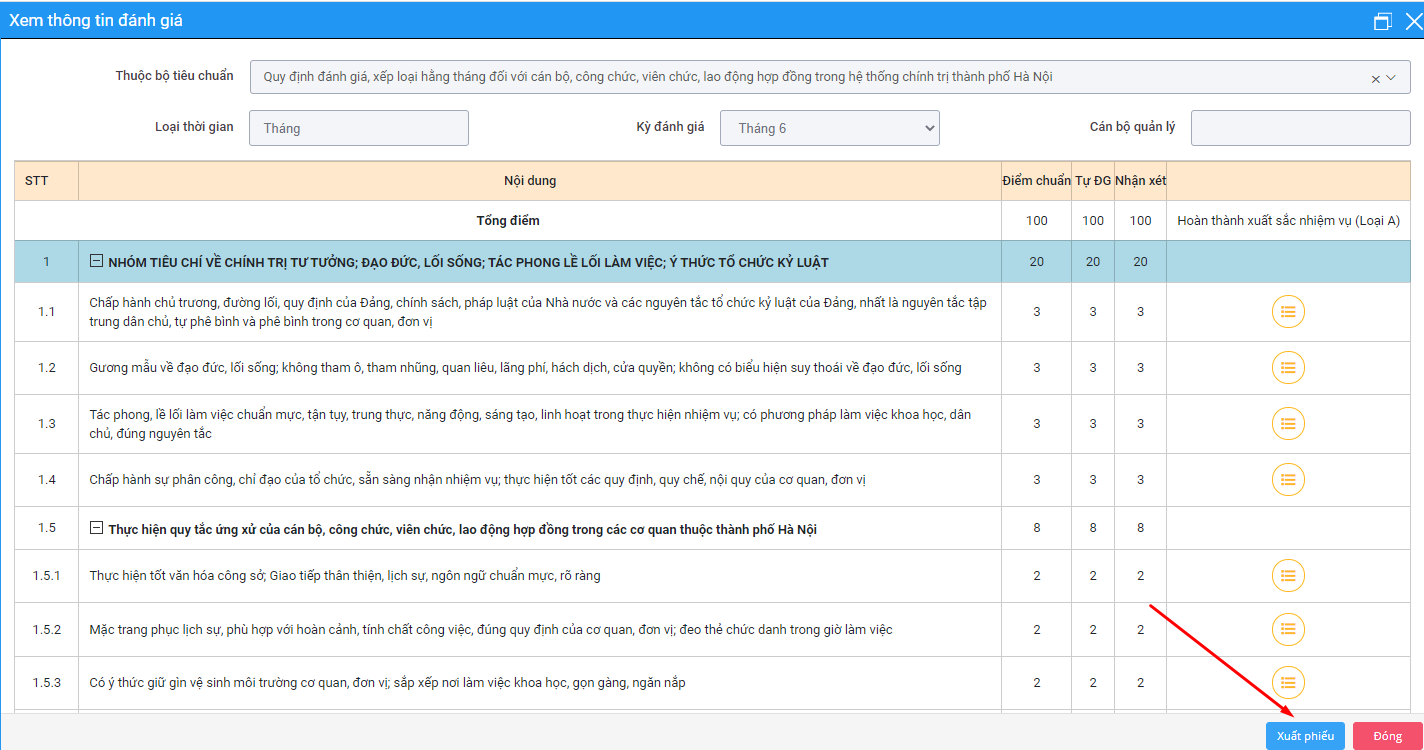 Xem thông tin đánh giá
Thuộc bộ tiêu chuẩn
Quy định đánh giá, xếp loại hằng tháng đối với cán bộ, công chức, viên chức, lao động hợp đồng trong hệ thống chính trị thành phố Hà Nội
Loại thời gian Tháng Kỳ đánh giá Tháng 6 Cán bộ quản lý
STT Nội dung Điểm chuẩn Tự ĐG Nhận xét
Tổng điểm 100 100 100 Hoàn thành xuất sắc nhiệm vụ (Loại A)
1 NHÓM TIÊU CHÍ VỀ CHÍNH TRỊ TƯ TƯỞNG; ĐẠO ĐỨC, LỐI SỐNG; TÁC PHONG LỀ LỐI LÀM VIỆC; Ý THỨC TỔ CHỨC KỶ LUẬT 20 20 20
1.1 Chấp hành chủ trương, đường lối, quy định của Đảng, chính sách, pháp luật của Nhà nước và các nguyên tắc tổ chức kỷ luật của Đảng, nhất là nguyên tắc tập
trung dân chủ, tự phê bình và phê bình trong cơ quan, đơn vị 3 3 3
1.2 Gương mẫu về đạo đức, lối sống; không tham ô, tham nhũng, quan liêu, lãng phí, hách dịch, cửa quyền; không có biểu hiện suy thoái về đạo đức, lối sống 3 3 3
1.3 Tác phong, lề lối làm việc chuẩn mực, tận tụy, trung thực, năng động, sáng tạo, linh hoạt trong thực hiện nhiệm vụ; có phương pháp làm việc khoa học, dân
chủ, đúng nguyên tắc 3 3 3
1.4 Chấp hành sự phân công, chỉ đạo của tổ chức, sẵn sàng nhận nhiệm vụ; thực hiện tốt các quy định, quy chế, nội quy của cơ quan, đơn vị 3 3 3
1.5 Thực hiện quy tắc ứng xử của cán bộ, công chức, viên chức, lao động hợp đồng trong các cơ quan thuộc thành phố Hà Nội 8 8 8
1.5.1 Thực hiện tốt văn hóa công sở; Giao tiếp thân thiện, lịch sự, ngôn ngữ chuẩn mực, rõ ràng 2 2 2
1.5.2 Mặc trang phục lịch sự, phù hợp với hoàn cảnh, tính chất công việc, đúng quy định của cơ quan, đơn vị; đeo thẻ chức danh trong giờ làm việc 2 2 2
1.5.3 Có ý thức giữ gìn vệ sinh môi trường cơ quan, đơn vị; sắp xếp nơi làm việc khoa học, gọn gàng, ngăn nắp 2 2 2
Xuất phiếu Đóng